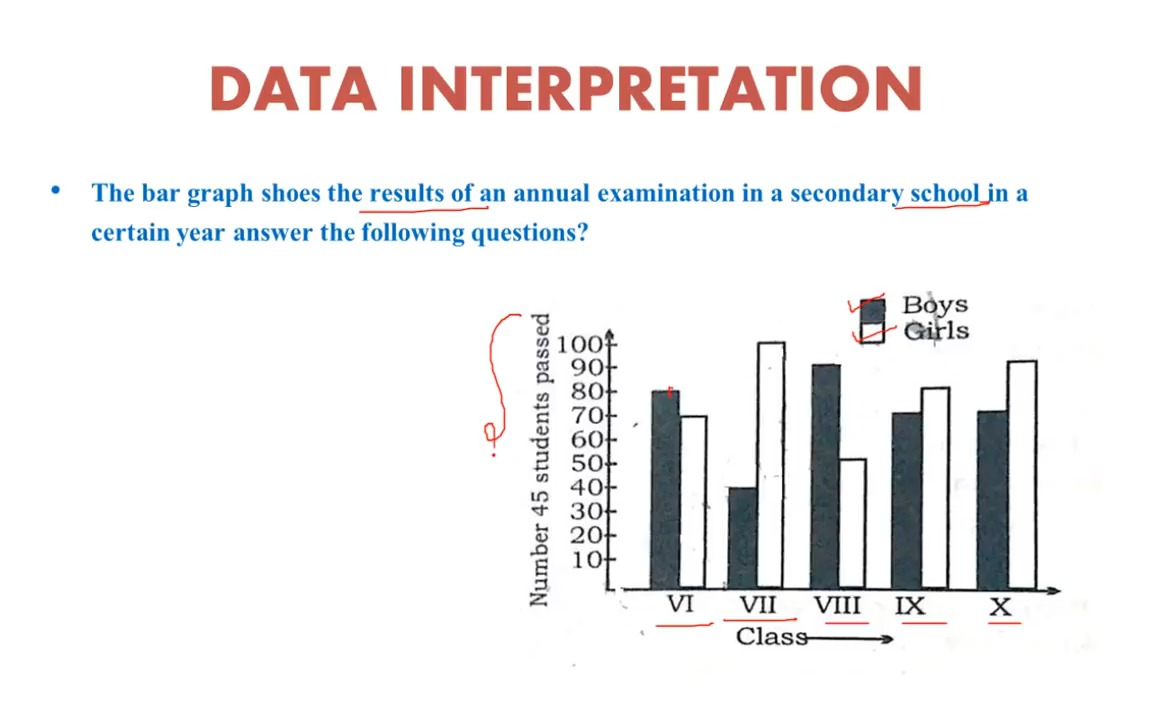 DATA INTERPRETATION
• The bar graph shoes the results of an annual examination in a secondary school in a
certain year answer the following questions?
Boys
Girls
Number 45 students passed
100
90
80
70
60
50
40
30
20
10
VI VII VIII IX X
Class